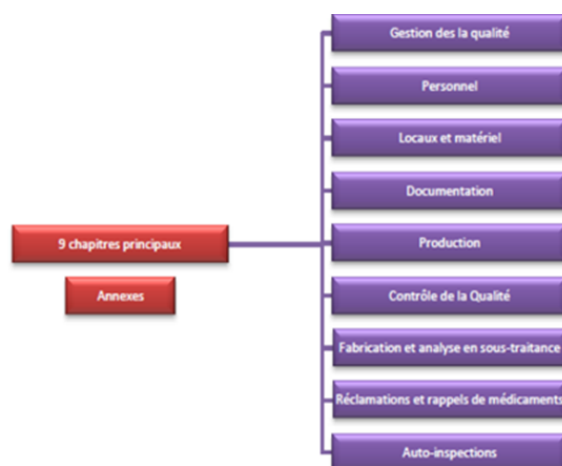 Gestion des la qualité
Personnel
Locaux et matériel
Documentation
9 chapitres principaux
Production
Annexes
Contrôle de la Qualité
Fabrication et analyse en sous-traitance
Réclamations et rappels de médicaments
Auto-inspections